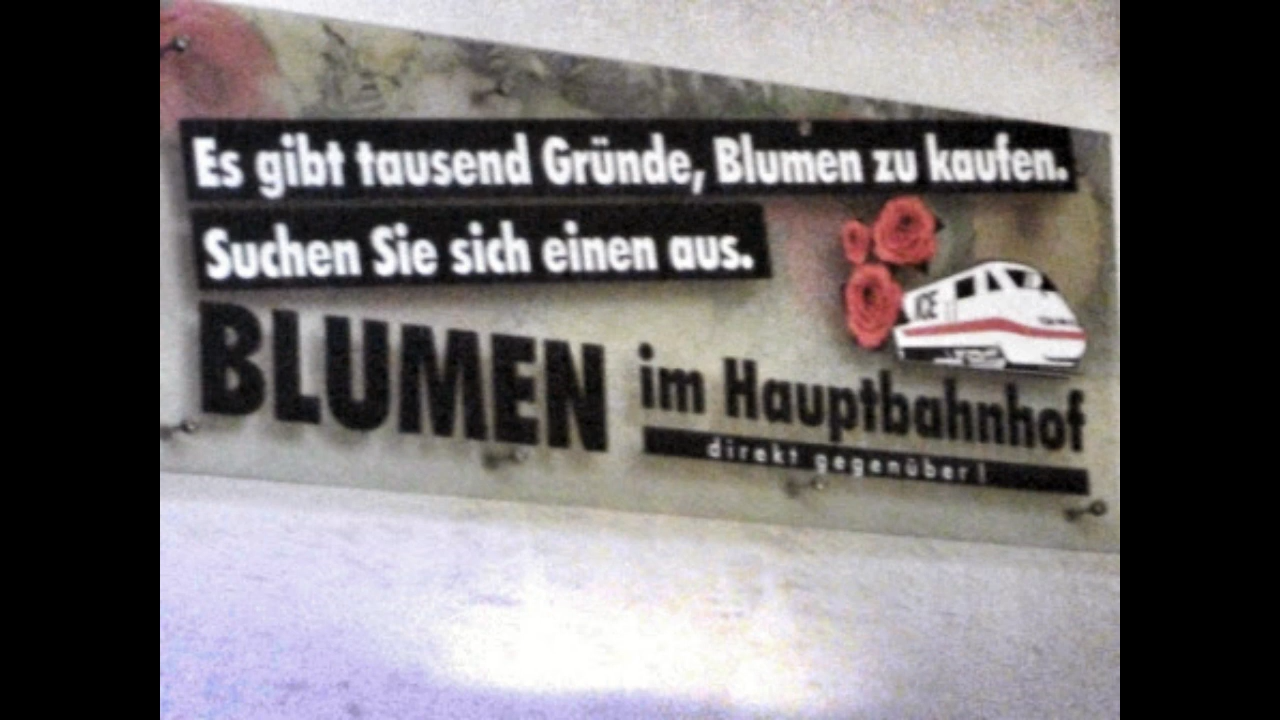 Es gibt tausend Gründe, Blumen zu kaufen.
Suchen Sie sich einen aus.
ICE
BLUMEN im Hauptbahnhof
direkt gegenüber!